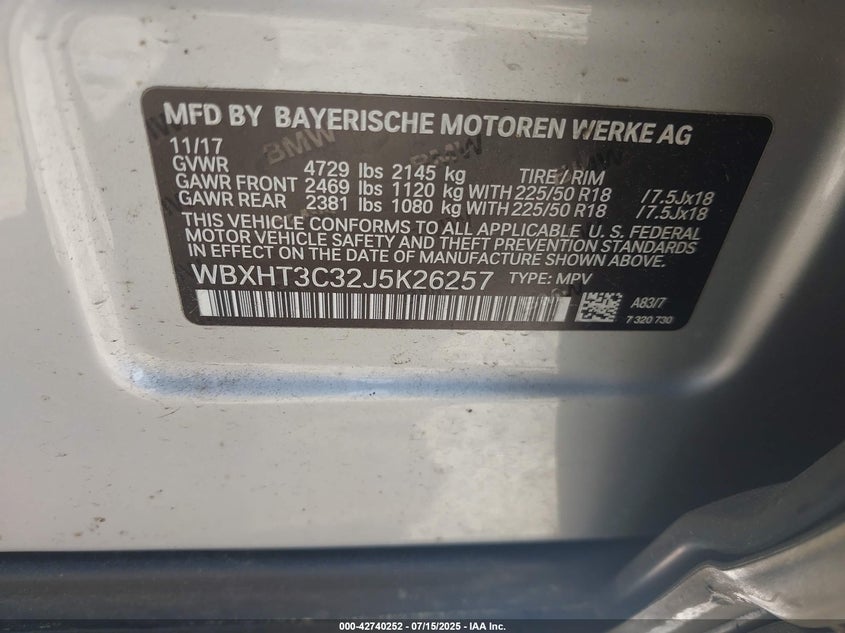 MFD BY BAYERISCHE MOTOREN WERKE AG
11/17
GVWR 4729 lbs 2145 kg TIRE / RIM
GAWR FRONT 2469 lbs 1120 kg WITH 225/50 R18 / 7.5Jx18
GAWR REAR 2381 lbs 1080 kg WITH 225/50 R18 / 7.5Jx18
THIS VEHICLE CONFORMS TO ALL APPLICABLE U. S. FEDERAL
MOTOR VEHICLE SAFETY AND THEFT PREVENTION STANDARDS
IN EFFECT ON THE DATE OF MANUFACTURE SHOWN ABOVE.
WBXHT3C32J5K26257 TYPE: MPV
A83/7
7 320 730
BMW
000-42740252 - 07/15/2025 - IAA Inc.